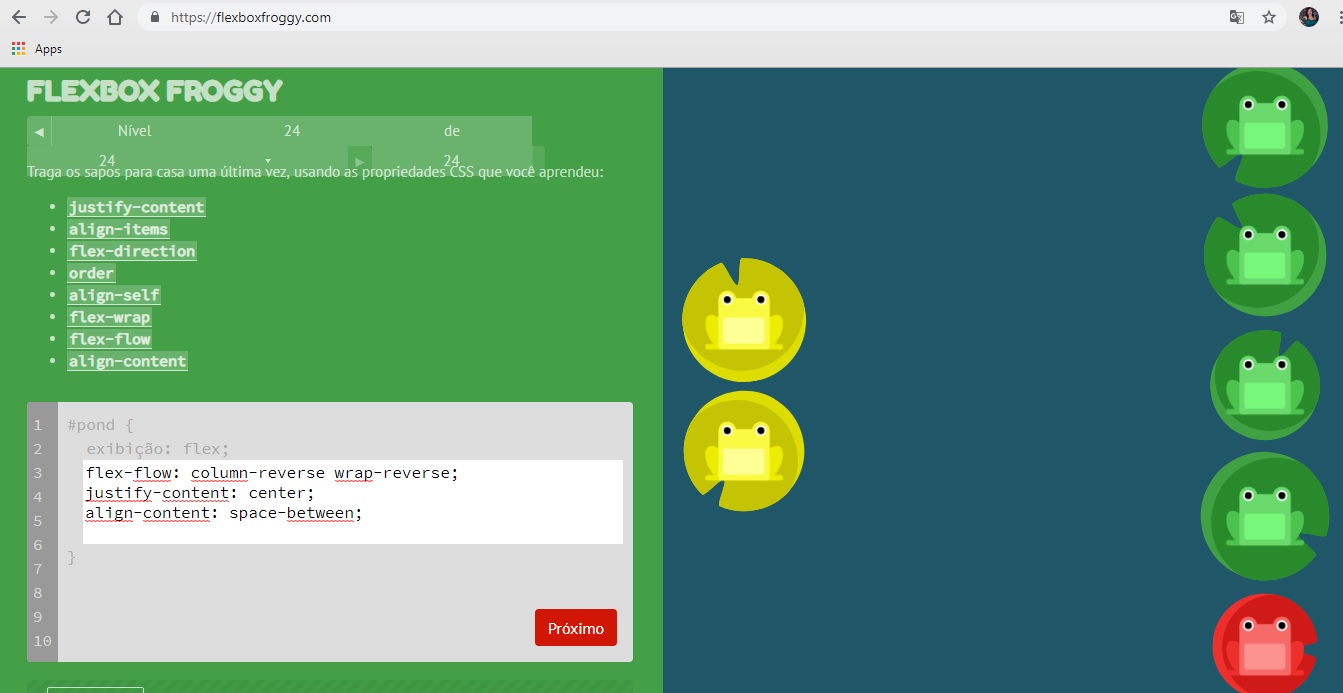 https://flexboxfroggy.com
Apps
FLEXBOX FROGGY
◀ Nível 24 de
24 ▾ ▶ 24
Traga os sapos para casa uma última vez, usando as propriedades CSS que você aprendeu:
• justify-content
• align-items
• flex-direction
• order
• align-self
• flex-wrap
• flex-flow
• align-content
1 #pond {
2 exibição: flex;
3 flex-flow: column-reverse wrap-reverse;
4 justify-content: center;
5 align-content: space-between;
6 }
7
8
9
10
Próximo